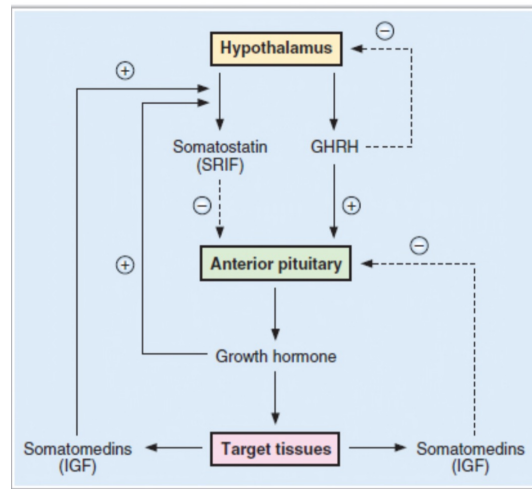 Hypothalamus
Somatostatin
(SRIF)
GHRH
Anterior pituitary
Growth hormone
Somatomedins
(IGF)
Target tissues
Somatomedins
(IGF)
+
+
−
−
+
−